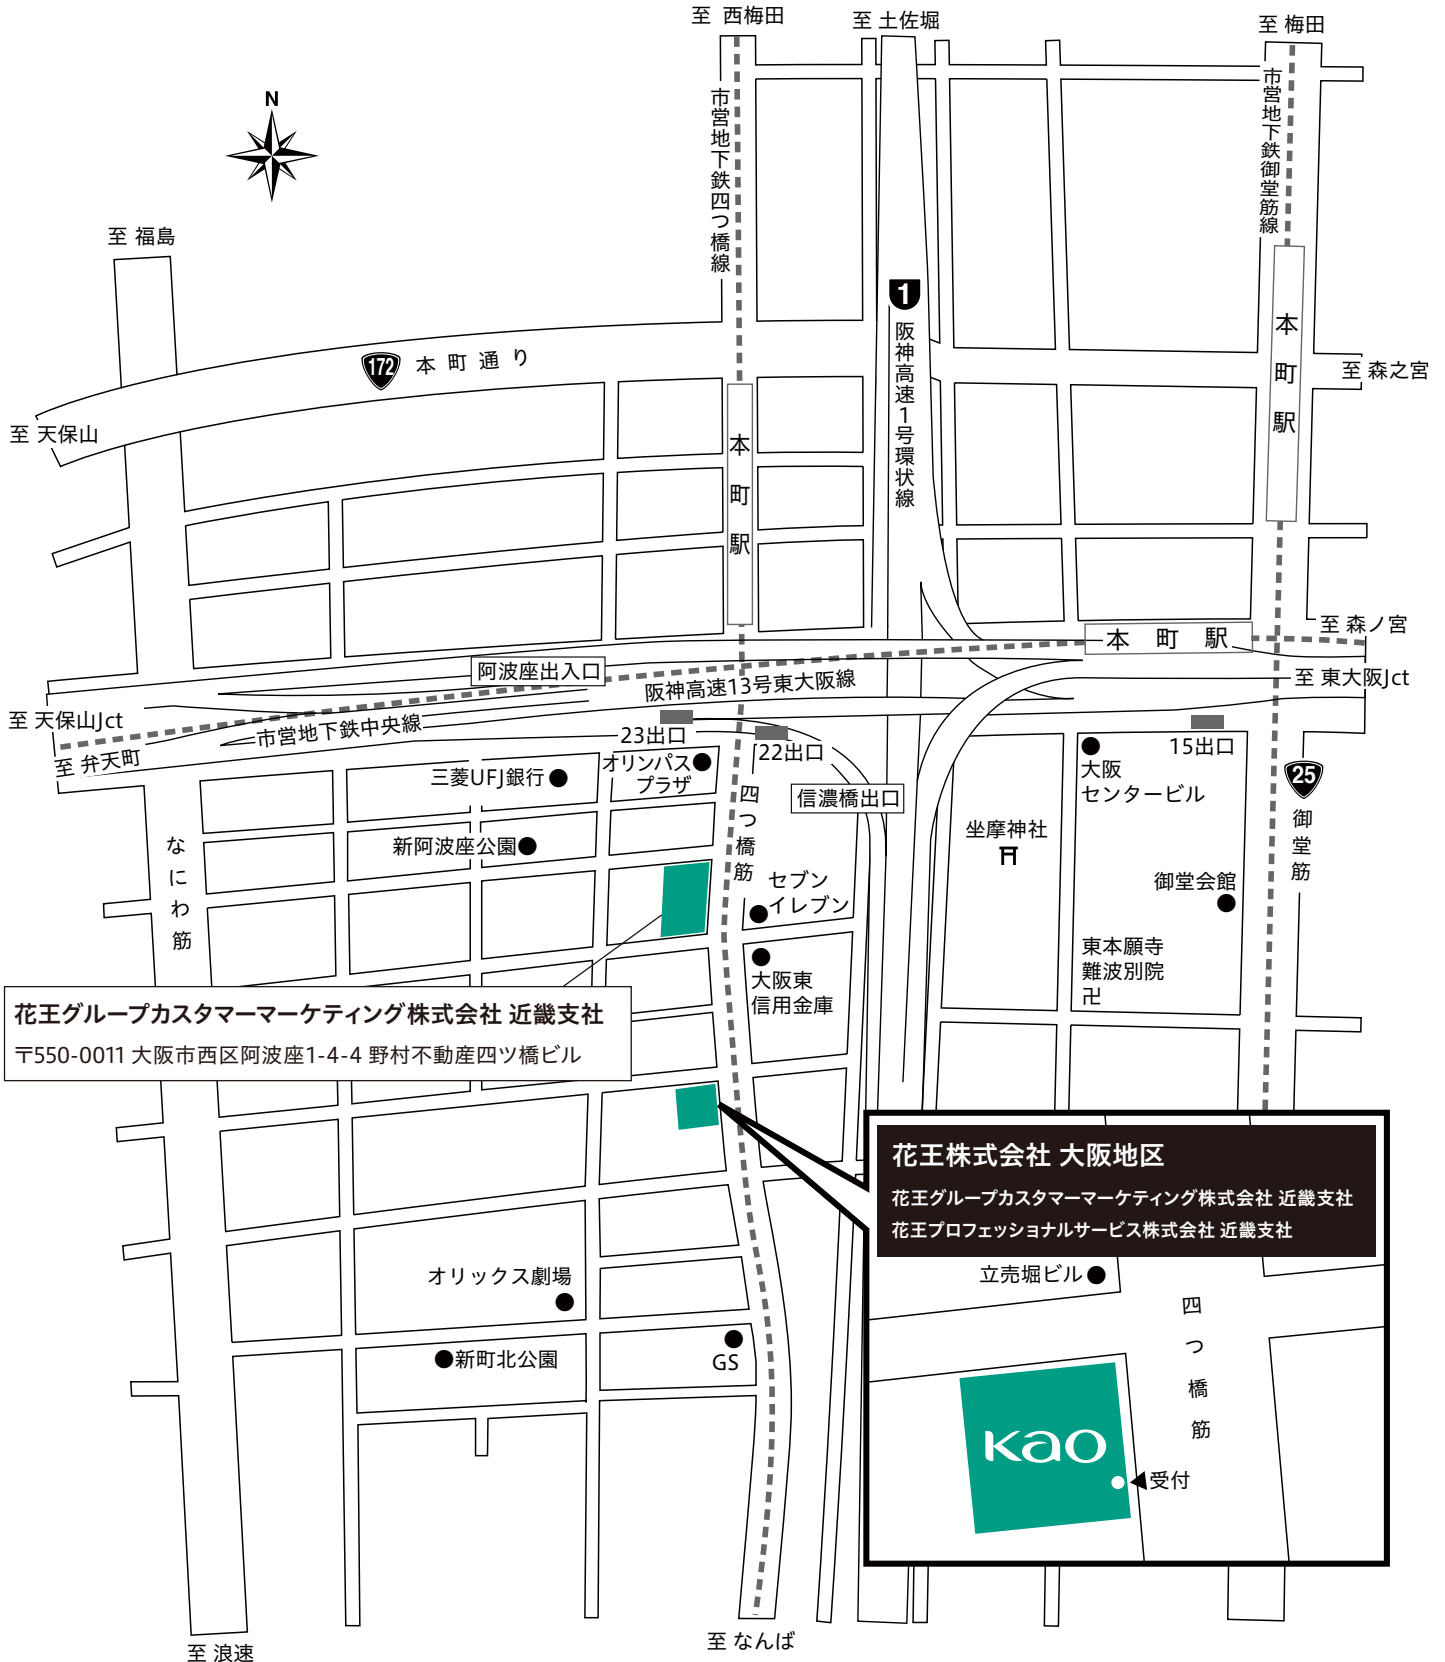 至 西梅田
至 土佐堀
至 梅田
市営地下鉄四つ橋線
市営地下鉄御堂筋線
N
至 福島
1
阪神高速1号環状線
本町駅
172 本町通り
至 森之宮
至 天保山
本町駅
至 森ノ宮
本町駅
阿波座出入口
阪神高速13号東大阪線
至 東大阪Jct
至 天保山Jct
市営地下鉄中央線
至 弁天町
23出口
22出口
15出口
オリンパス
プラザ
三菱UFJ銀行
大阪
センタービル
25
御堂筋
四つ橋筋
信濃橋出口
坐摩神社
なにわ筋
新阿波座公園
セブン
イレブン
御堂会館
東本願寺
難波別院
卍
大阪東
信用金庫
花王グループカスタマーマーケティング株式会社 近畿支社
〒550-0011 大阪市西区阿波座1-4-4 野村不動産四ツ橋ビル
花王株式会社 大阪地区
花王グループカスタマーマーケティング株式会社 近畿支社
花王プロフェッショナルサービス株式会社 近畿支社
立売堀ビル
四つ橋筋
オリックス劇場
新町北公園
GS
Kao
受付
至 なんば
至 浪速